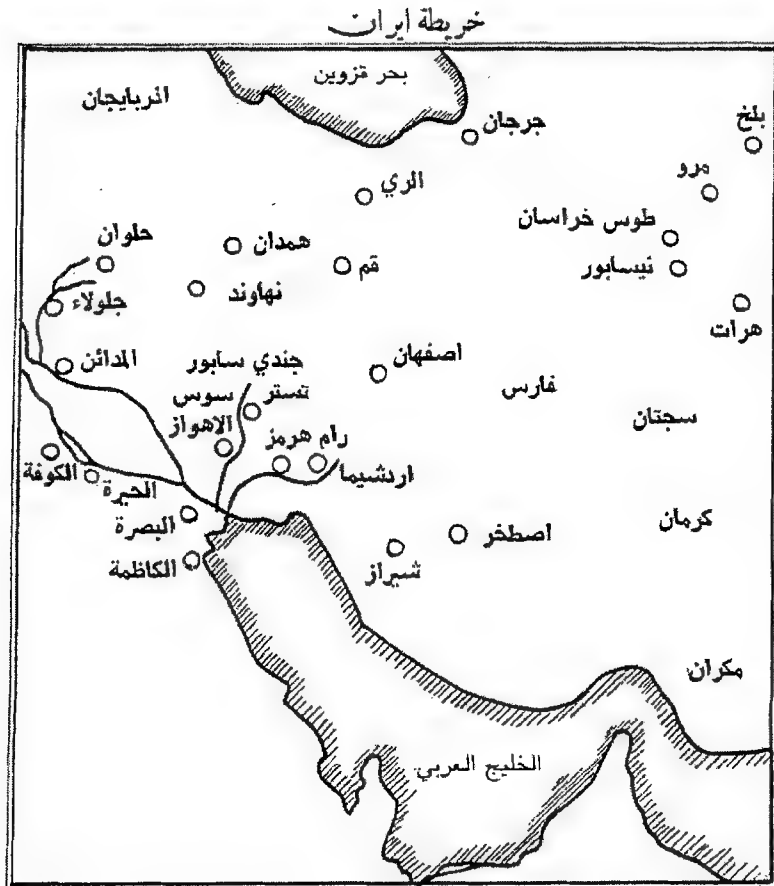 خريطة ايران
بحر قزوين
اذربايجان
جرجان
بلخ
الري
مرو
طوس خراسان
حلوان
همدان
قم
نيسابور
جلولاء
نهاوند
هرات
المدائن
جندي سابور
اصفهان
سوس
تستر
فارس
سجتان
الاهواز
رام هرمز
اردشيما
الكوفة
الحيرة
البصرة
اصطخر
كرمان
الكاظمة
شيراز
مكران
الخليج العربي